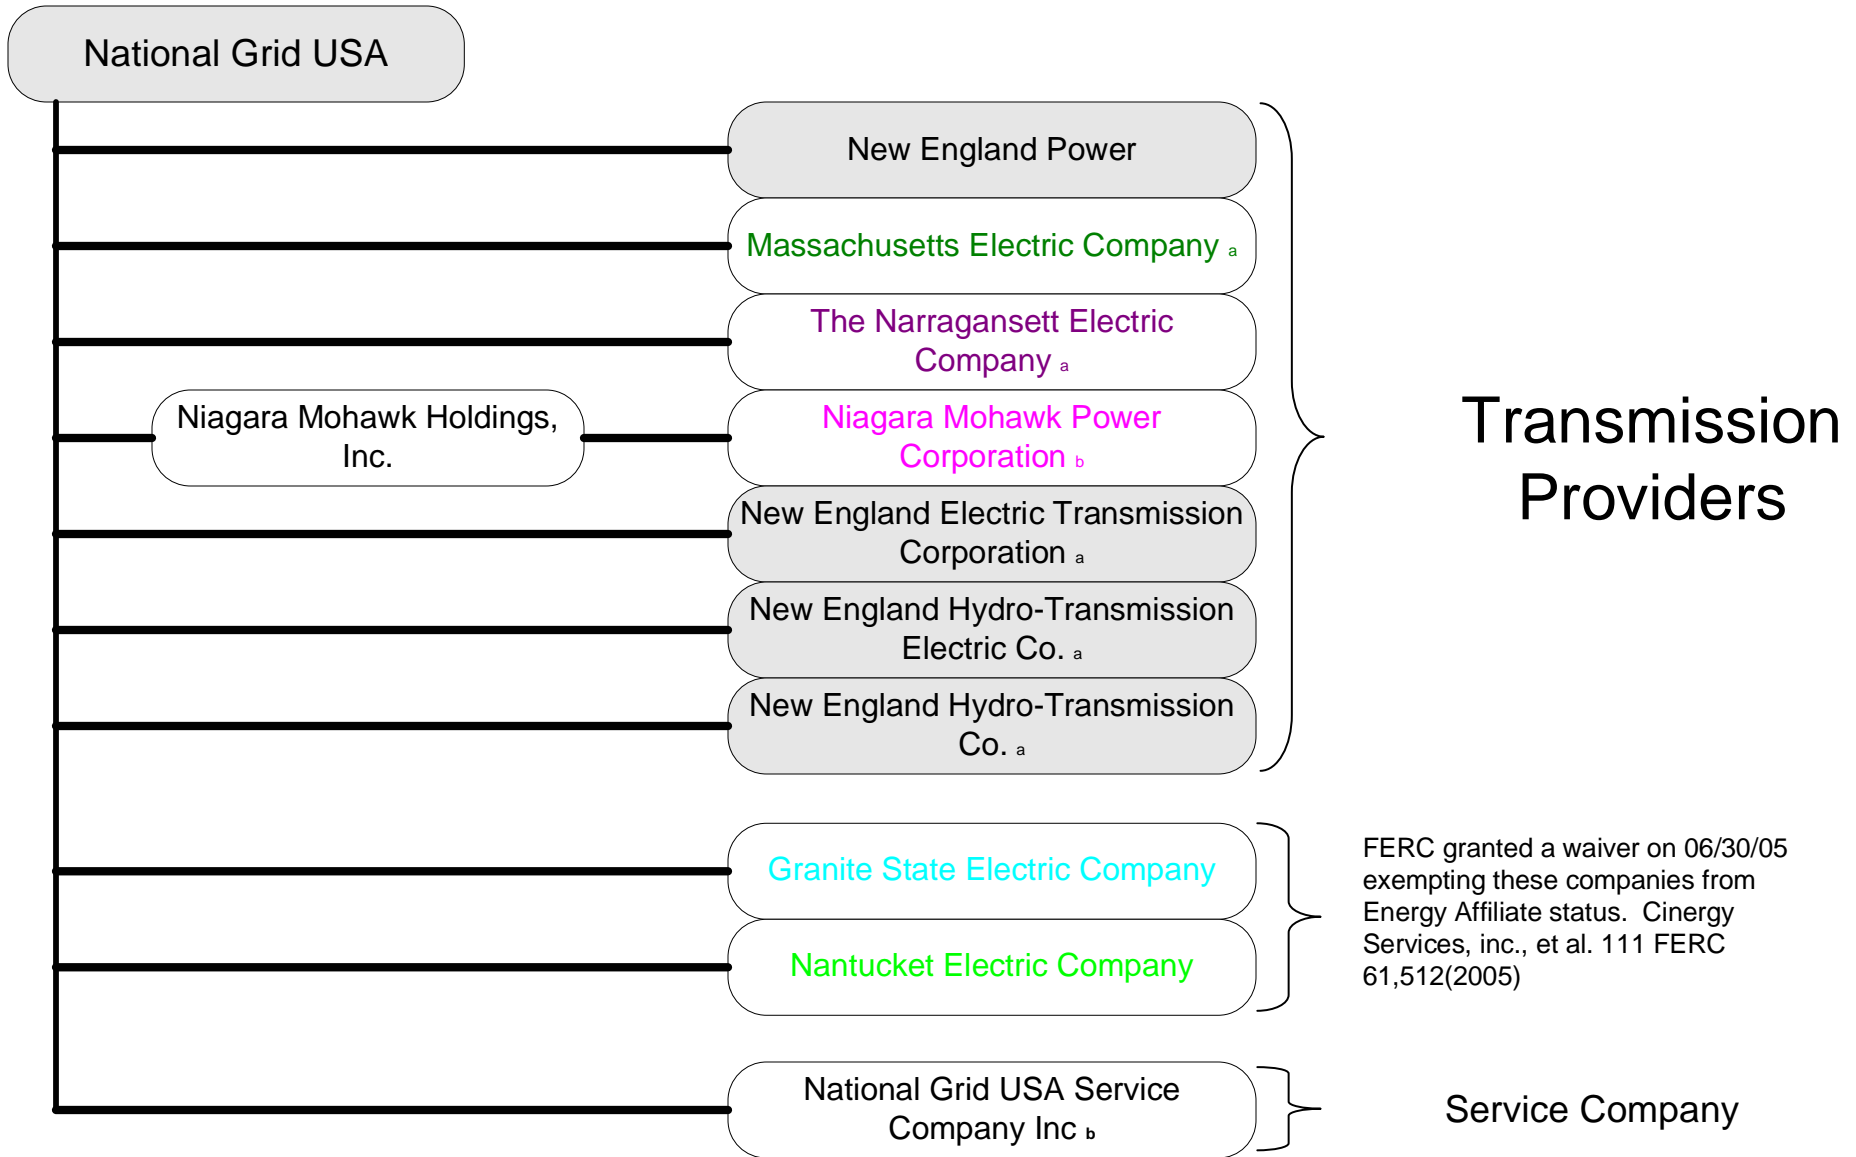 National Grid USA
New England Power
Massachusetts Electric Company a
The Narragansett Electric
Company a
Niagara Mohawk Holdings,
Inc.
Niagara Mohawk Power
Corporation b
New England Electric Transmission
Corporation a
New England Hydro-Transmission
Electric Co. a
New England Hydro-Transmission
Co. a
Transmission
Providers
Granite State Electric Company
Nantucket Electric Company
FERC granted a waiver on 06/30/05
exempting these companies from
Energy Affiliate status.  Cinergy
Services, inc., et al. 111 FERC
61,512(2005)
National Grid USA Service
Company Inc b
Service Company